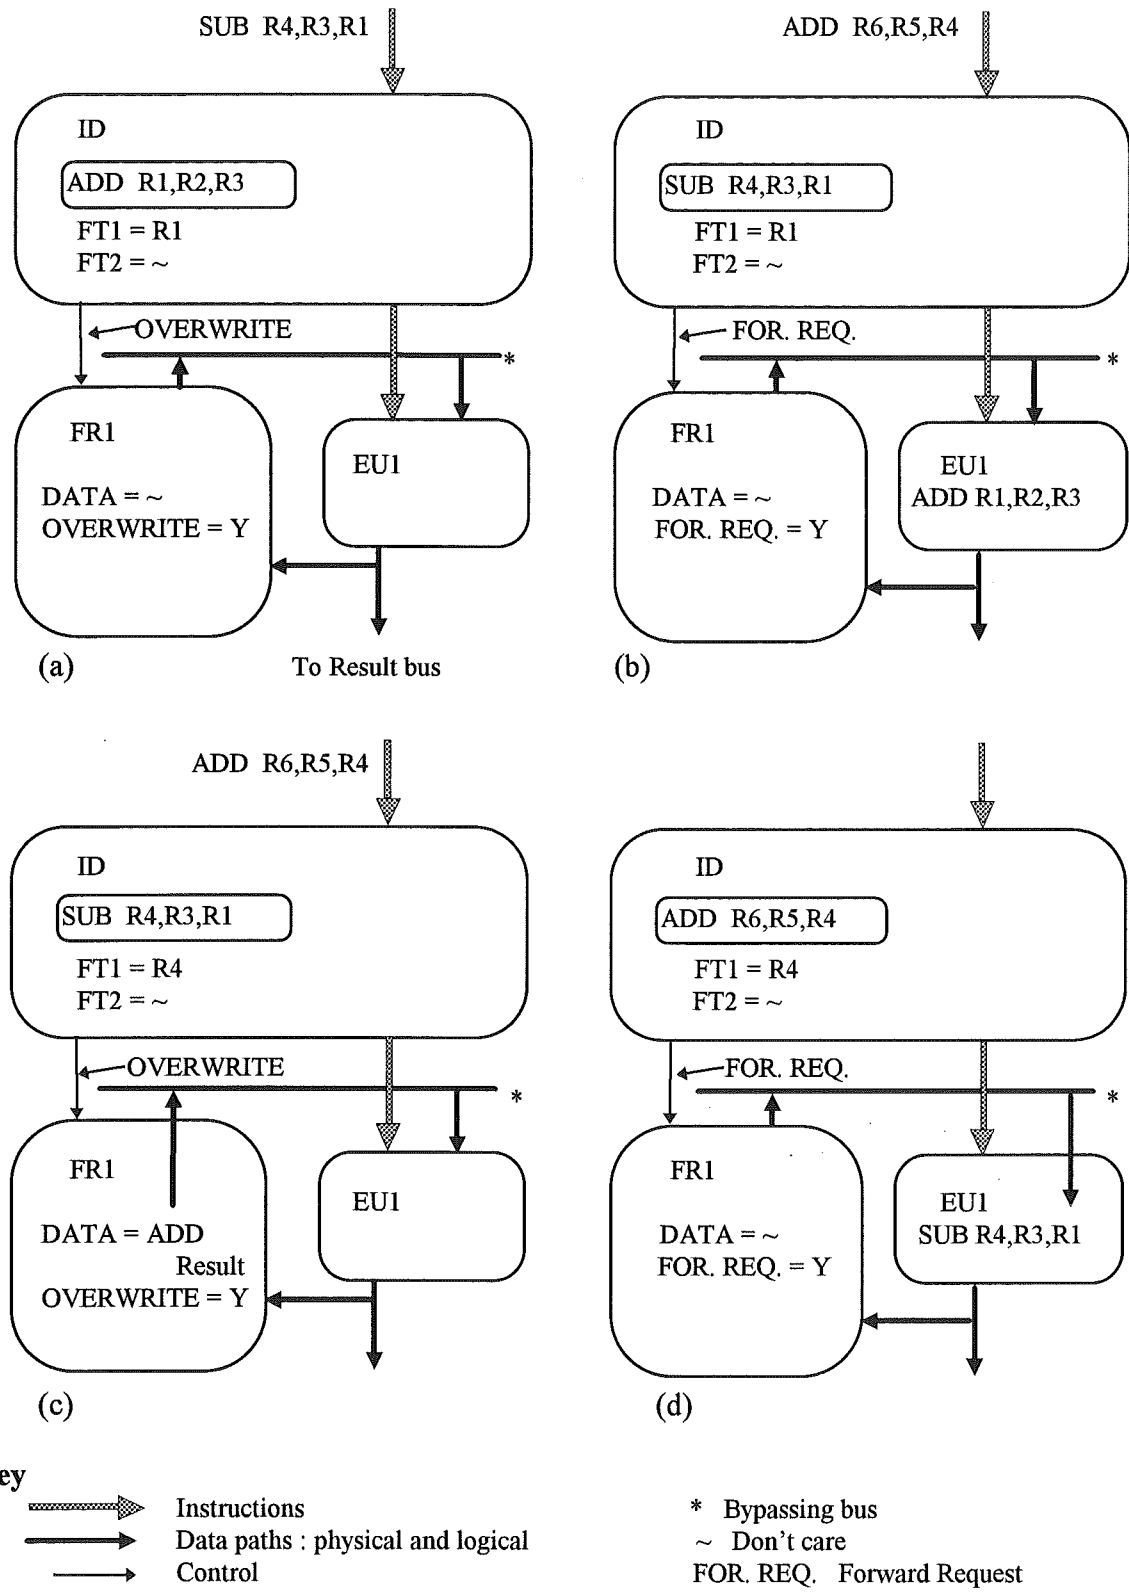 SUB R4,R3,R1
ID
ADD R1,R2,R3
FT1 = R1
FT2 = ~
OVERWRITE
*
FR1
DATA = ~
OVERWRITE = Y
EU1
(a)
To Result bus
ADD R6,R5,R4
ID
SUB R4,R3,R1
FT1 = R1
FT2 = ~
FOR. REQ.
*
FR1
DATA = ~
FOR. REQ. = Y
EU1
ADD R1,R2,R3
(b)
ADD R6,R5,R4
ID
SUB R4,R3,R1
FT1 = R4
FT2 = ~
OVERWRITE
*
FR1
DATA = ADD
Result
OVERWRITE = Y
EU1
(c)
ID
ADD R6,R5,R4
FT1 = R4
FT2 = ~
FOR. REQ.
*
FR1
DATA = ~
FOR. REQ. = Y
EU1
SUB R4,R3,R1
(d)
ey
Instructions
Data paths : physical and logical
Control
* Bypassing bus
~ Don't care
FOR. REQ. Forward Request